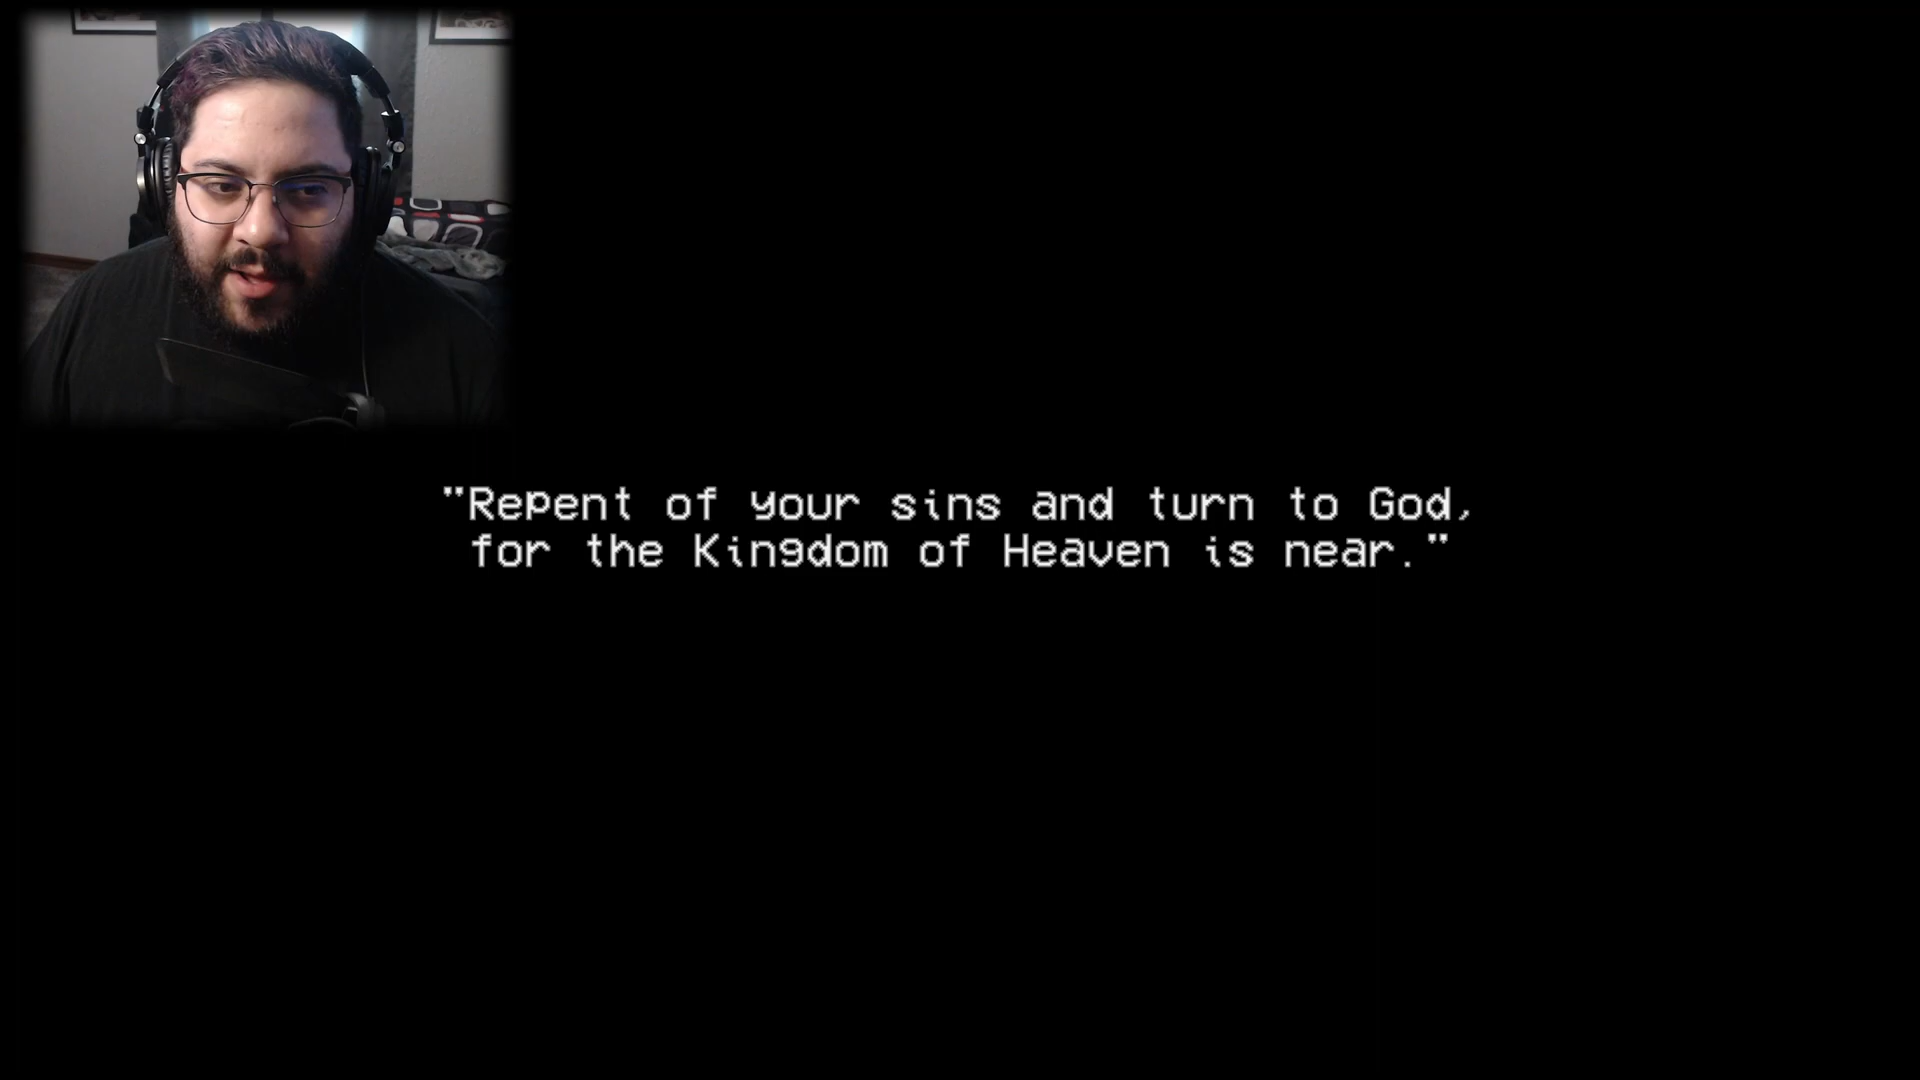 "Repent of your sins and turn to God,
for the Kingdom of Heaven is near."